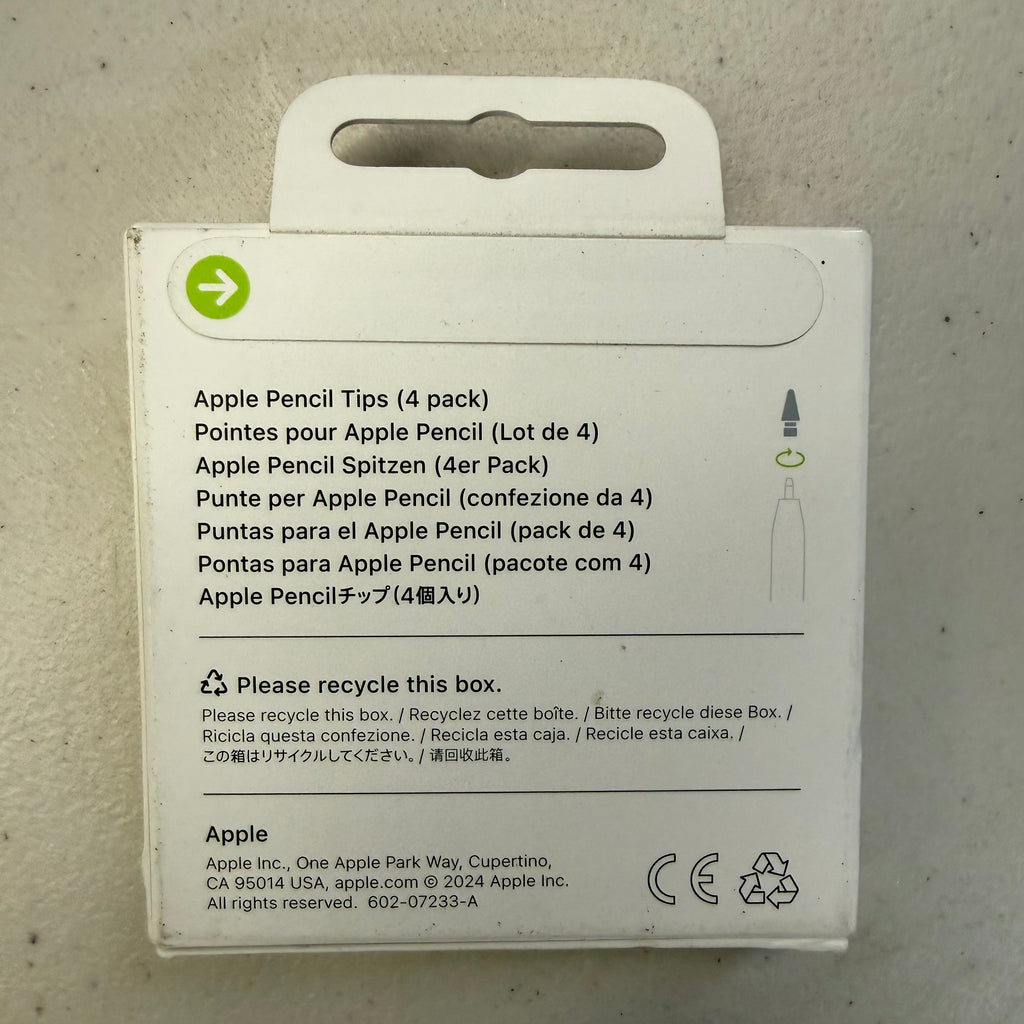 Apple Pencil Tips (4 pack)
Pointes pour Apple Pencil (Lot de 4)
Apple Pencil Spitzen (4er Pack)
Punte per Apple Pencil (confezione da 4)
Puntas para el Apple Pencil (pack de 4)
Pontas para Apple Pencil (pacote com 4)
Apple Pencilチップ(4個入り)
Please recycle this box.
Please recycle this box. / Recyclez cette boîte. / Bitte recycle diese Box. /
Ricicla questa confezione. / Recicla esta caja. / Recicle esta caixa. /
この箱はリサイクルしてください。/ 请回收此箱。
Apple
Apple Inc., One Apple Park Way, Cupertino,
CA 95014 USA, apple.com © 2024 Apple Inc.
All rights reserved. 602-07233-A
CE